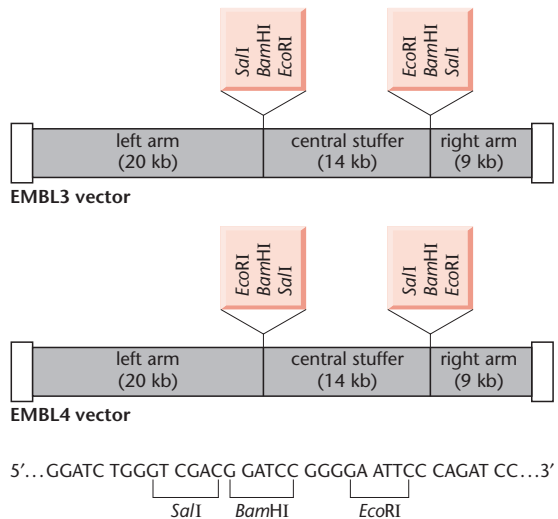 SalI
BamHI
EcoRI
EcoRI
BamHI
SalI
left arm
(20 kb)
central stuffer
(14 kb)
right arm
(9 kb)
EMBL3 vector
EcoRI
BamHI
SalI
SalI
BamHI
EcoRI
left arm
(20 kb)
central stuffer
(14 kb)
right arm
(9 kb)
EMBL4 vector
5′...GGATC TGGGT CGACG GATCC GGGGA ATTCC CAGAT CC...3′
SalI BamHI EcoRI